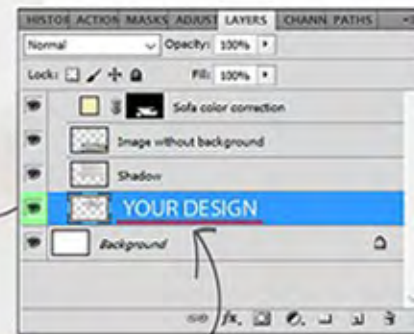 HISTOR ACTION MASKS ADJUST LAYERS CHANN PATHS
Normal Opacity: 100%
Lock: Fill: 100%
Sofa color correction
Image without background
Shadow
YOUR DESIGN
Background
fx.